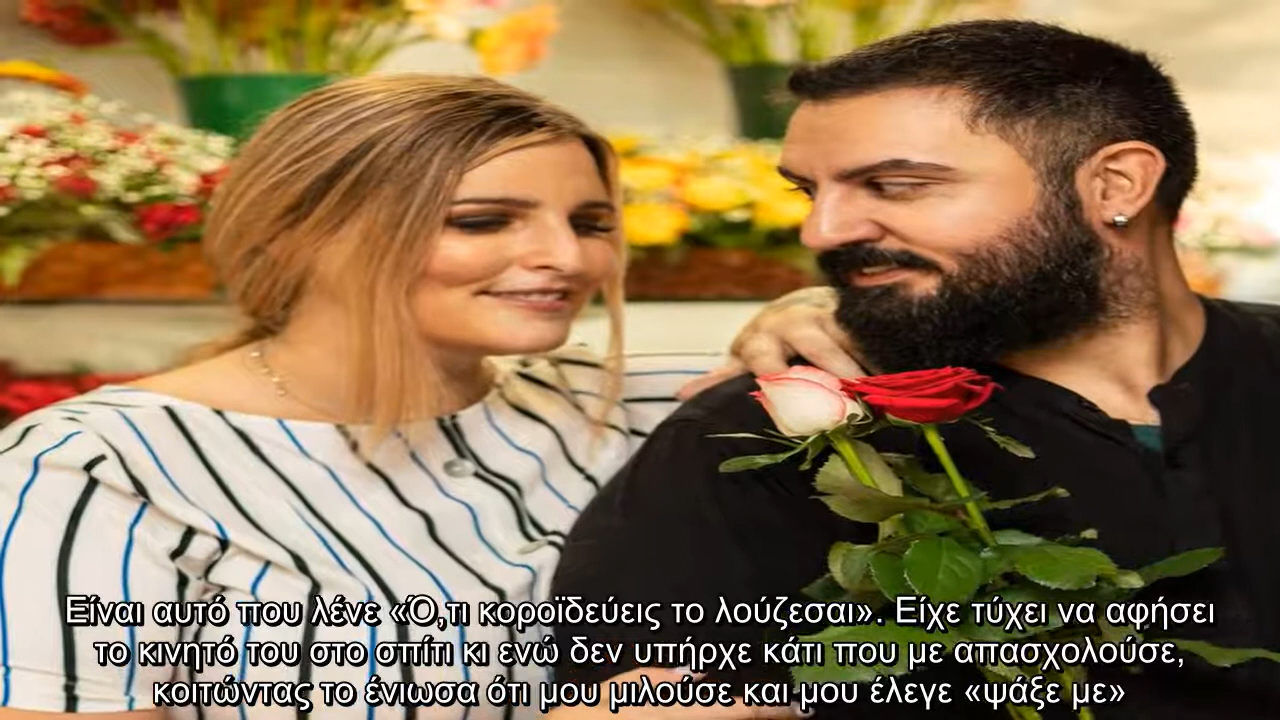 Είναι αυτό που λένε «Ό,τι κοροϊδεύεις το λούζεσαι». Είχε τύχει να αφήσει
το κινητό του στο σπίτι κι ενώ δεν υπήρχε κάτι που με απασχολούσε,
κοιτώντας το ένιωσα ότι μου μιλούσε και μου έλεγε «ψάξε με»